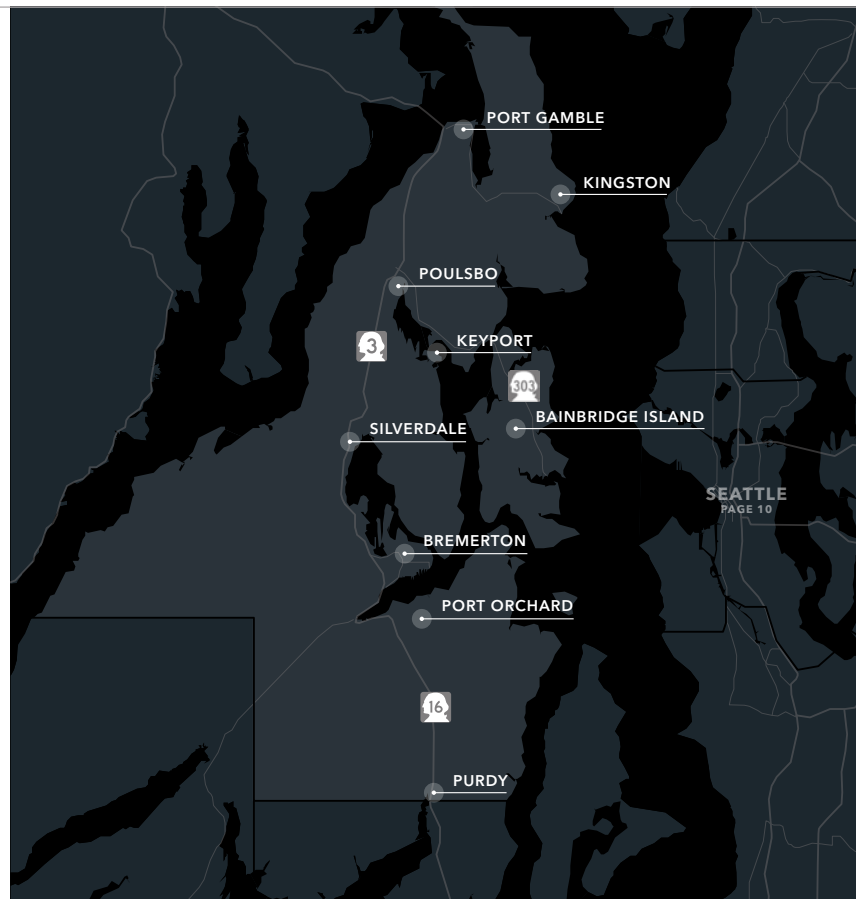 PORT GAMBLE
KINGSTON
POULSBO
KEYPORT
3
303
BAINBRIDGE ISLAND
SILVERDALE
SEATTLE
PAGE 10
BREMERTON
PORT ORCHARD
16
PURDY